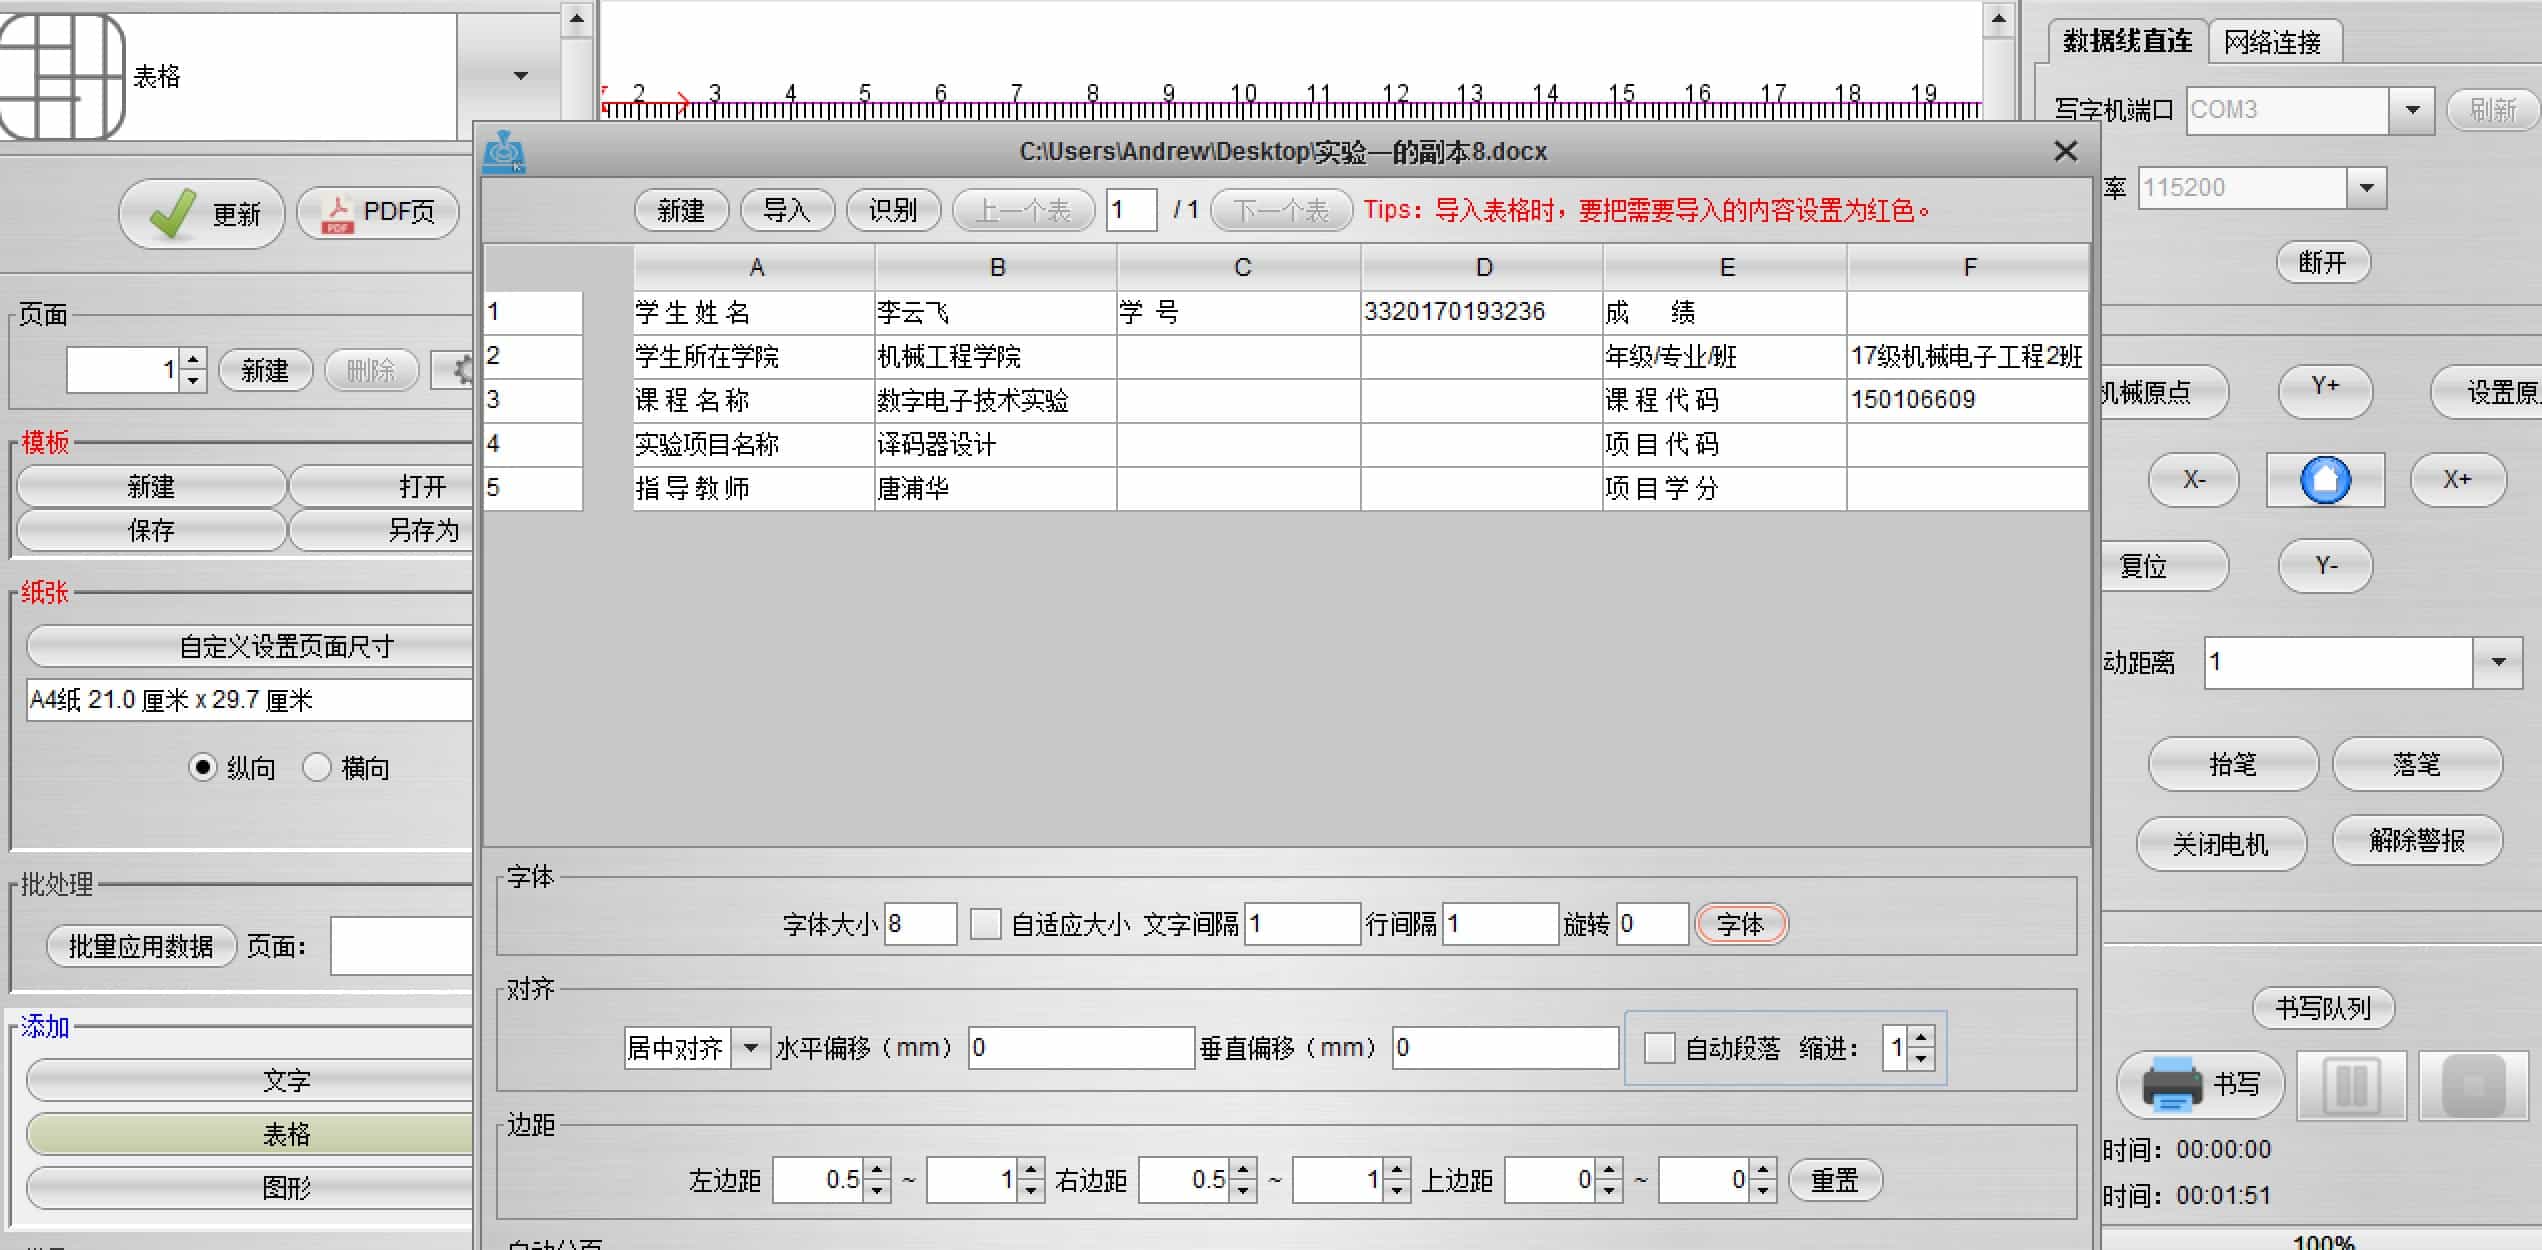 表格
2 3 4 5 6 7 8 9 10 11 12 13 14 15 16 17 18 19
数据线直连 网络连接
写字机端口 COM3 刷新
率 115200
断开
更新 PDF页
PDF
页面
1 新建 删除
模板
新建 打开
保存 另存为
纸张
自定义设置页面尺寸
A4纸 21.0 厘米 x 29.7 厘米
纵向 横向
批处理
批量应用数据 页面：
添加
文字
表格
图形
C:\Users\Andrew\Desktop\实验一的副本8.docx
新建 导入 识别 上一个表 1 / 1 下一个表 Tips：导入表格时，要把需要导入的内容设置为红色。
A B C D E F
1 学 生 姓 名 李云飞 学 号 3320170193236 成 绩
2 学生所在学院 机械工程学院 年级/专业/班 17级机械电子工程2班
3 课 程 名 称 数字电子技术实验 课 程 代 码 150106609
4 实验项目名称 译码器设计 项 目 代 码
5 指 导 教 师 唐浦华 项 目 学 分
字体
字体大小 8 自适应大小 文字间隔 1 行间隔 1 旋转 0 字体
对齐
居中对齐 水平偏移（mm） 0 垂直偏移（mm） 0 自动段落 缩进： 1
边距
左边距 0.5 ~ 1 右边距 0.5 ~ 1 上边距 0 ~ 0 重置
自动分页
机械原点 Y+ 设置原
X- X+
复位 Y-
动距离 1
抬笔 落笔
关闭电机 解除警报
书写队列
书写
时间：00:00:00
时间：00:01:51
100%